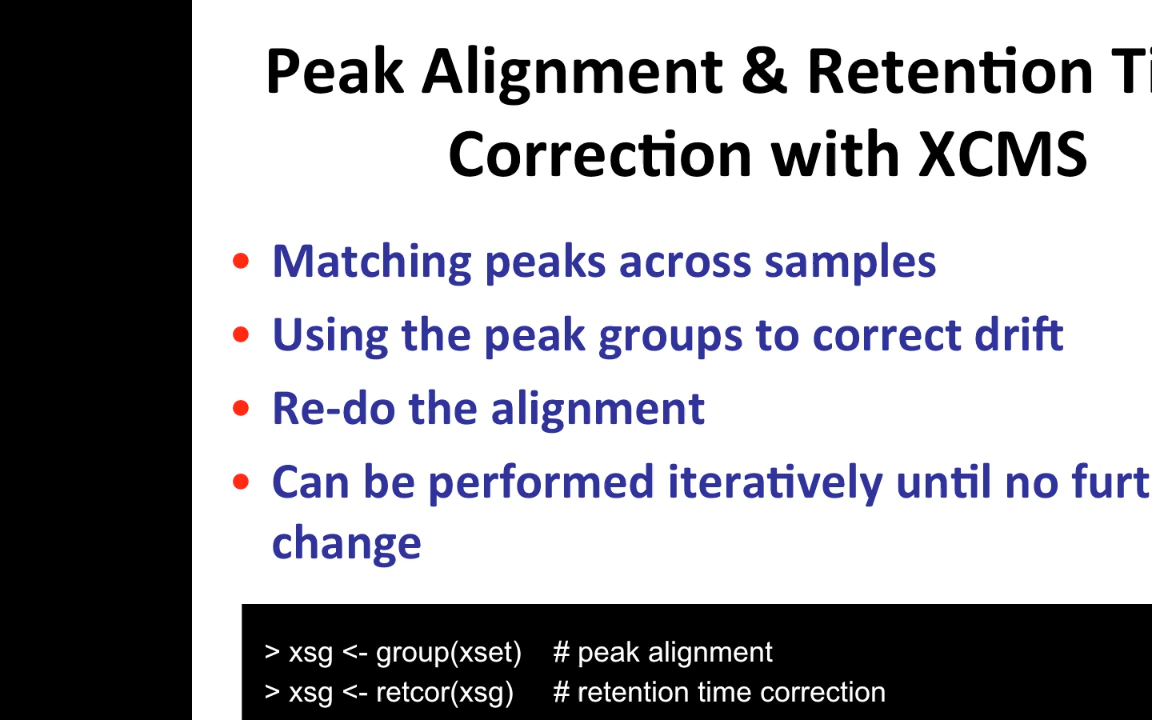 Peak Alignment & Retention Ti
Correction with XCMS
• Matching peaks across samples
• Using the peak groups to correct drift
• Re-do the alignment
• Can be performed iteratively until no furt
change
> xsg <- group(xset) # peak alignment
> xsg <- retcor(xsg) # retention time correction